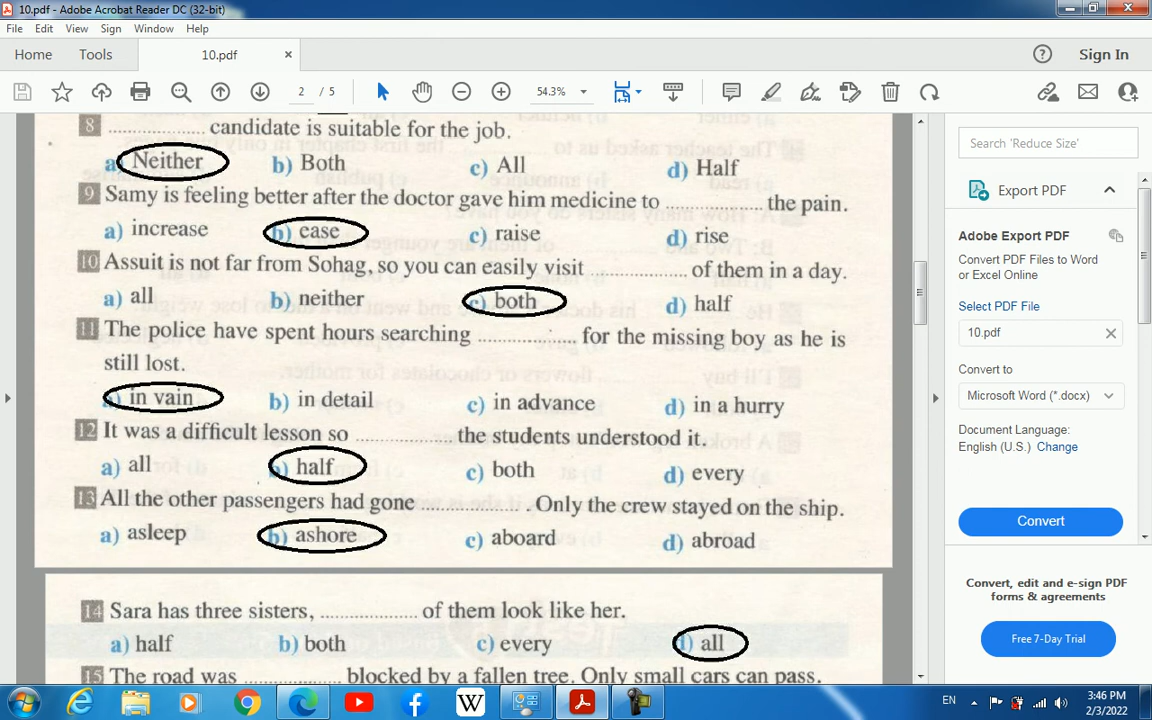 10.pdf - Adobe Acrobat Reader DC (32-bit)
File Edit View Sign Window Help
Home Tools 10.pdf × Sign In
2 / 5 54.3%
8 .................... candidate is suitable for the job.
a) Neither b) Both c) All d) Half
9 Samy is feeling better after the doctor gave him medicine to .................... the pain.
a) increase b) ease c) raise d) rise
10 Assuit is not far from Sohag, so you can easily visit .................... of them in a day.
a) all b) neither c) both d) half
11 The police have spent hours searching .................... for the missing boy as he is
still lost.
a) in vain b) in detail c) in advance d) in a hurry
12 It was a difficult lesson so .................... the students understood it.
a) all b) half c) both d) every
13 All the other passengers had gone .................... . Only the crew stayed on the ship.
a) asleep b) ashore c) aboard d) abroad
14 Sara has three sisters, .................... of them look like her.
a) half b) both c) every d) all
15 The road was .................... blocked by a fallen tree. Only small cars can pass.
Search 'Reduce Size'
Export PDF
Adobe Export PDF
Convert PDF Files to Word
or Excel Online
Select PDF File
10.pdf
Convert to
Microsoft Word (*.docx)
Document Language:
English (U.S.) Change
Convert
Convert, edit and e-sign PDF
forms & agreements
Free 7-Day Trial
EN
3:46 PM
2/3/2022